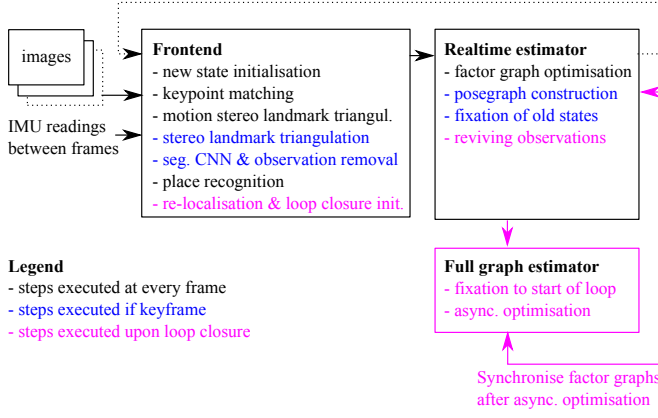 images
IMU readings
between frames
Frontend
- new state initialisation
- keypoint matching
- motion stereo landmark triangul.
- stereo landmark triangulation
- seg. CNN & observation removal
- place recognition
- re-localisation & loop closure init.
Realtime estimator
- factor graph optimisation
- posegraph construction
- fixation of old states
- reviving observations
Full graph estimator
- fixation to start of loop
- async. optimisation
Legend
- steps executed at every frame
- steps executed if keyframe
- steps executed upon loop closure
Synchronise factor graphs
after async. optimisation